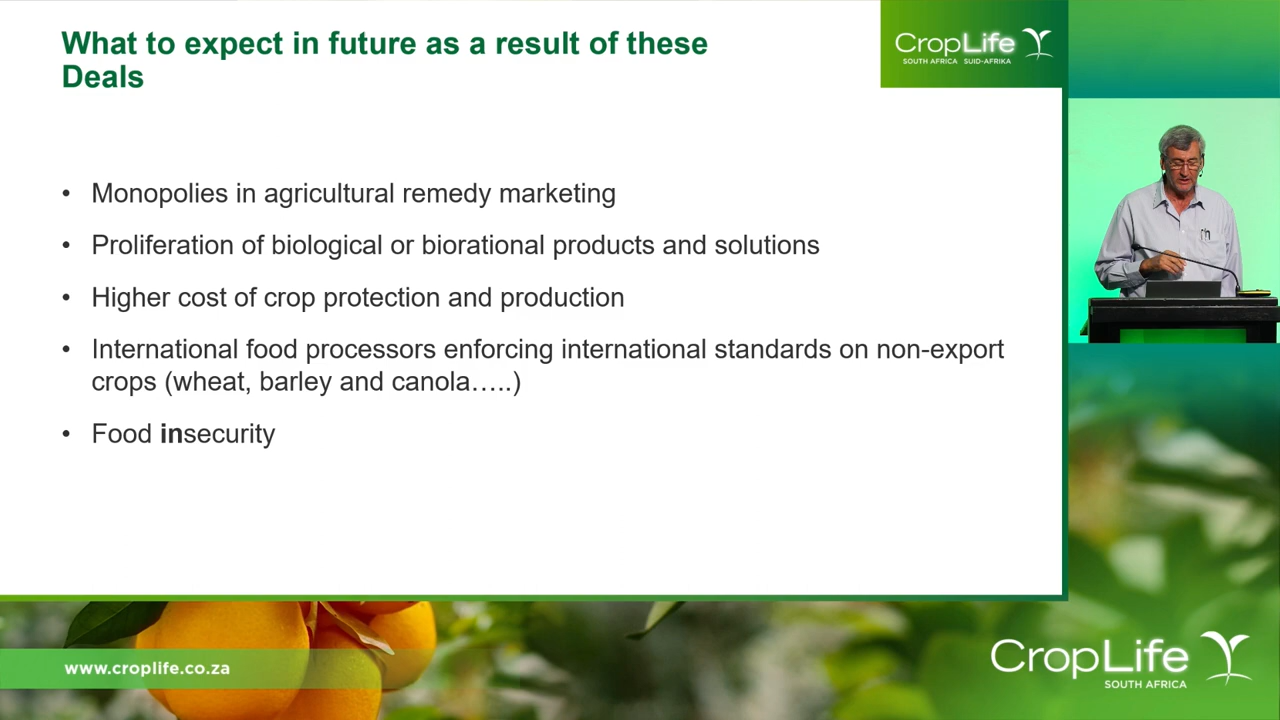 What to expect in future as a result of these
Deals
CropLife
SOUTH AFRICA SUID-AFRIKA
• Monopolies in agricultural remedy marketing
• Proliferation of biological or biorational products and solutions
• Higher cost of crop protection and production
• International food processors enforcing international standards on non-export
crops (wheat, barley and canola…..)
• Food insecurity
www.croplife.co.za
CropLife
SOUTH AFRICA